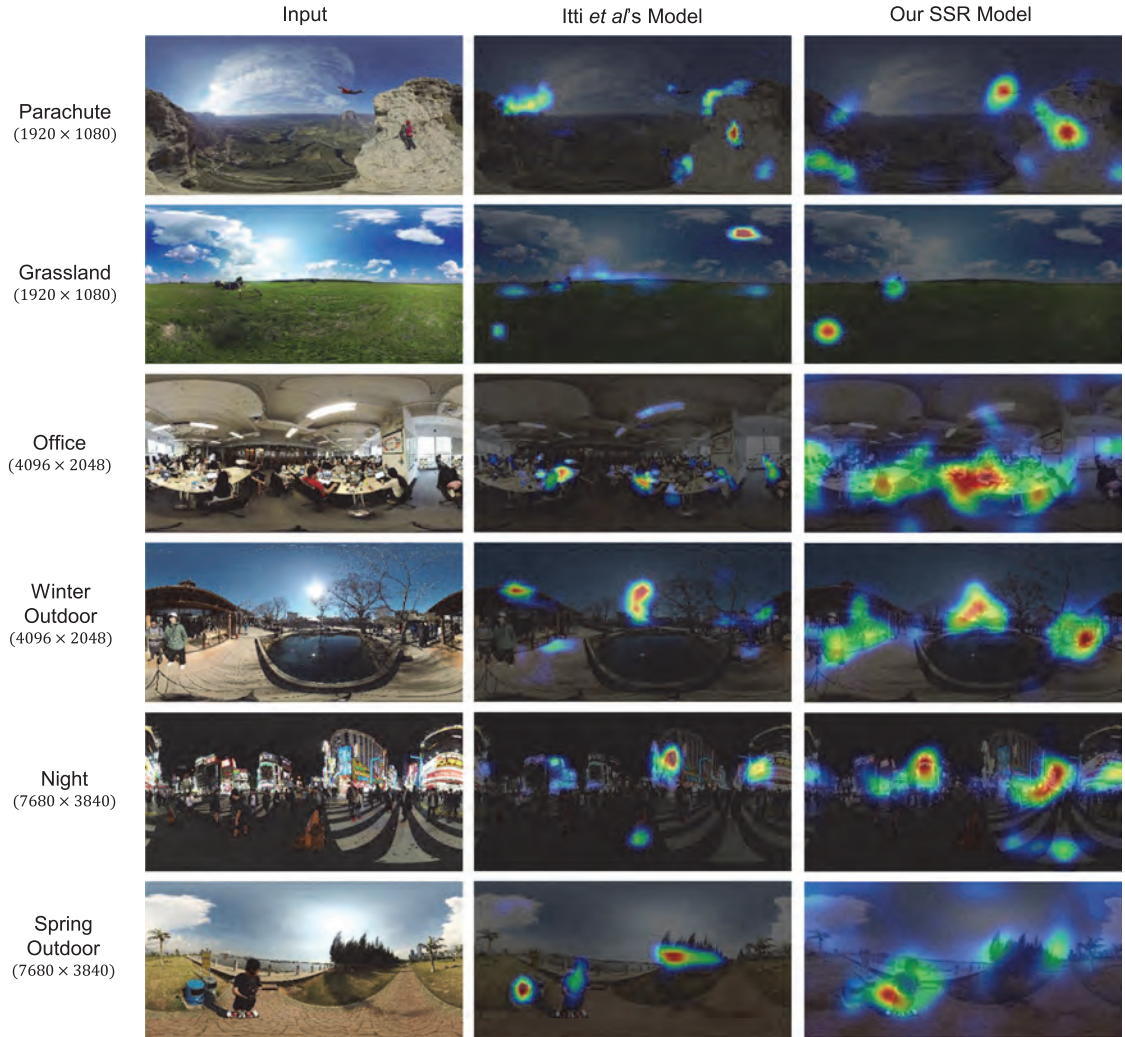 Input
Itti et al's Model
Our SSR Model
Parachute
(1920 × 1080)
Grassland
(1920 × 1080)
Office
(4096 × 2048)
Winter
Outdoor
(4096 × 2048)
Night
(7680 × 3840)
Spring
Outdoor
(7680 × 3840)